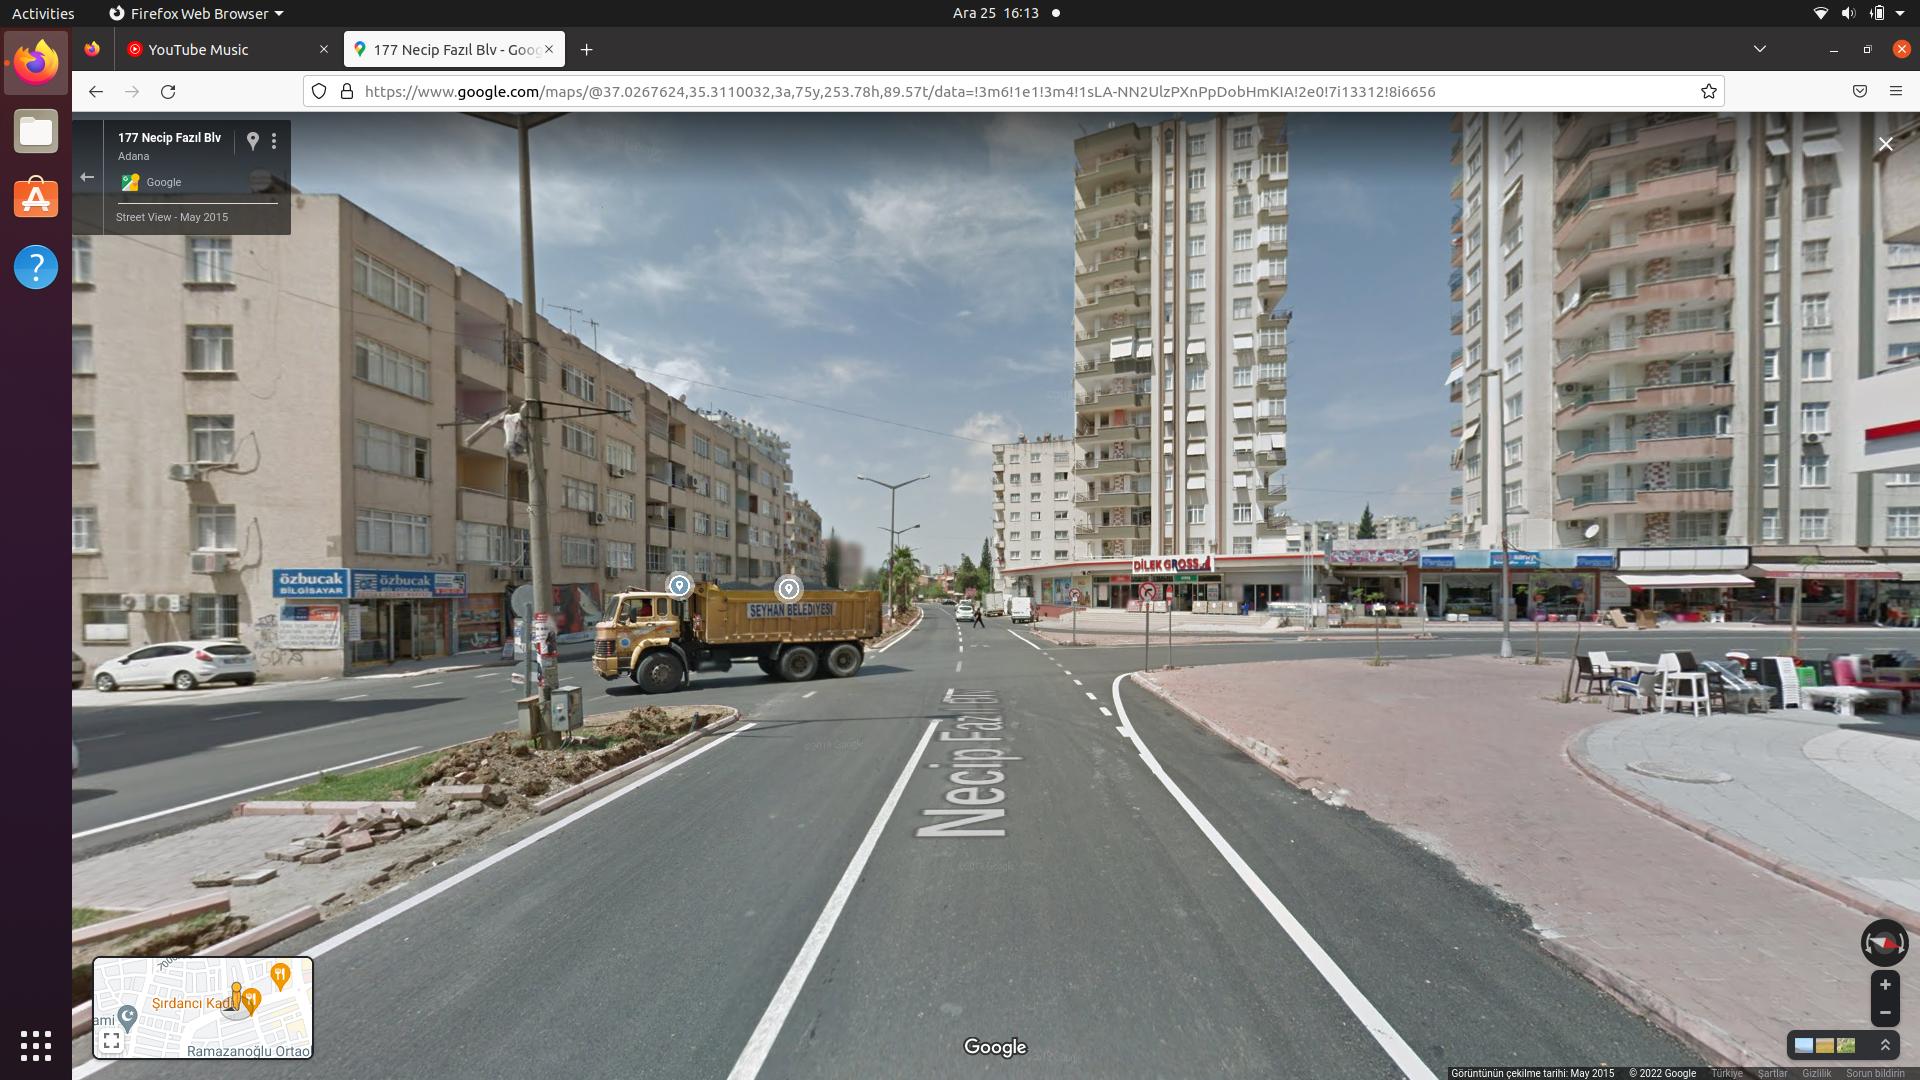 Activities
Firefox Web Browser
Ara 25 16:13
YouTube Music
177 Necip Fazıl Blv - Goog
https://www.google.com/maps/@37.0267624,35.3110032,3a,75y,253.78h,89.57t/data=!3m6!1e1!3m4!1sLA-NN2UlzPXnPpDobHmKIA!2e0!7i13312!8i6656
177 Necip Fazıl Blv
Adana
Google
Street View - May 2015
DİLEK GROSS
özbucak
BİLGİSAYAR
özbucak
SEYHAN BELEDİYESİ
Necip Fazıl Blv
Şırdancı Kadi
ami
Ramazanoğlu Ortao
Google
Görüntünün çekilme tarihi: May 2015 © 2022 Google Türkiye Şartlar Gizlilik Sorun bildirin